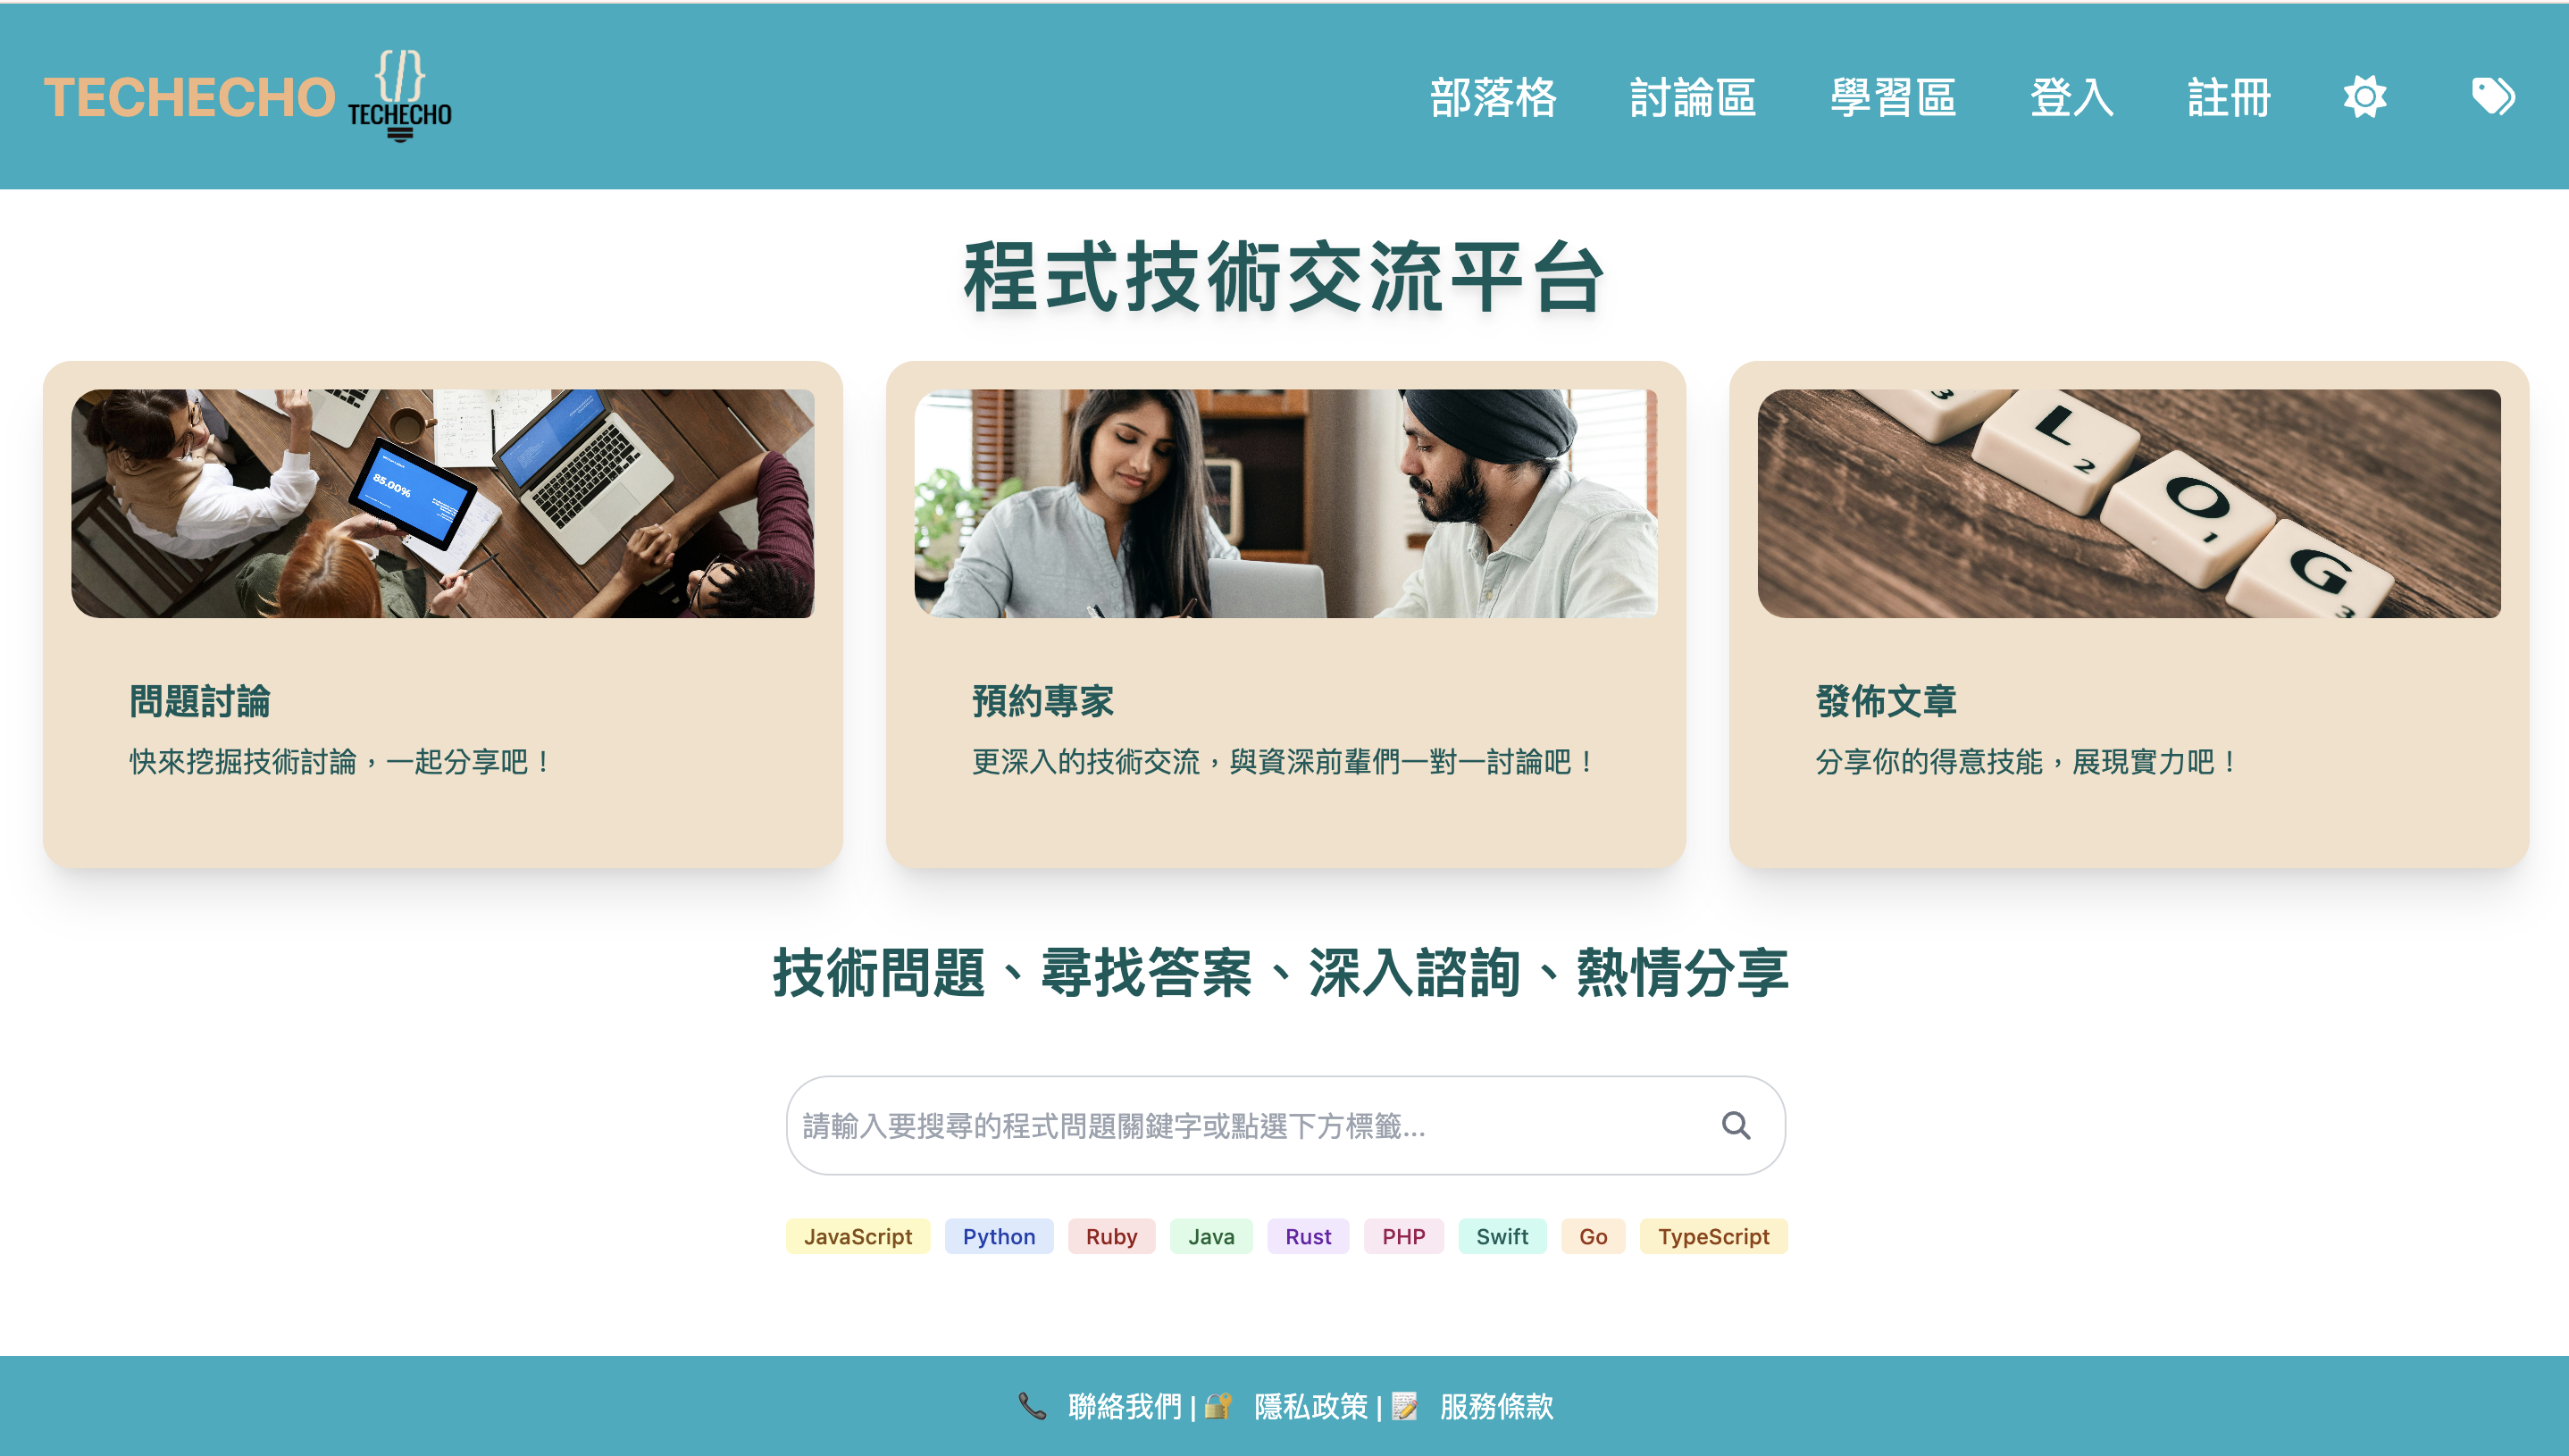 TECHECHO
{/}
TECHECHO
部落格 討論區 學習區 登入 註冊
程式技術交流平台
85.00%
3
L
2
O
1
G
3
問題討論
快來挖掘技術討論，一起分享吧！
預約專家
更深入的技術交流，與資深前輩們一對一討論吧！
發佈文章
分享你的得意技能，展現實力吧！
技術問題、尋找答案、深入諮詢、熱情分享
請輸入要搜尋的程式問題關鍵字或點選下方標籤...
JavaScript Python Ruby Java Rust PHP Swift Go TypeScript
聯絡我們 | 隱私政策 | 服務條款